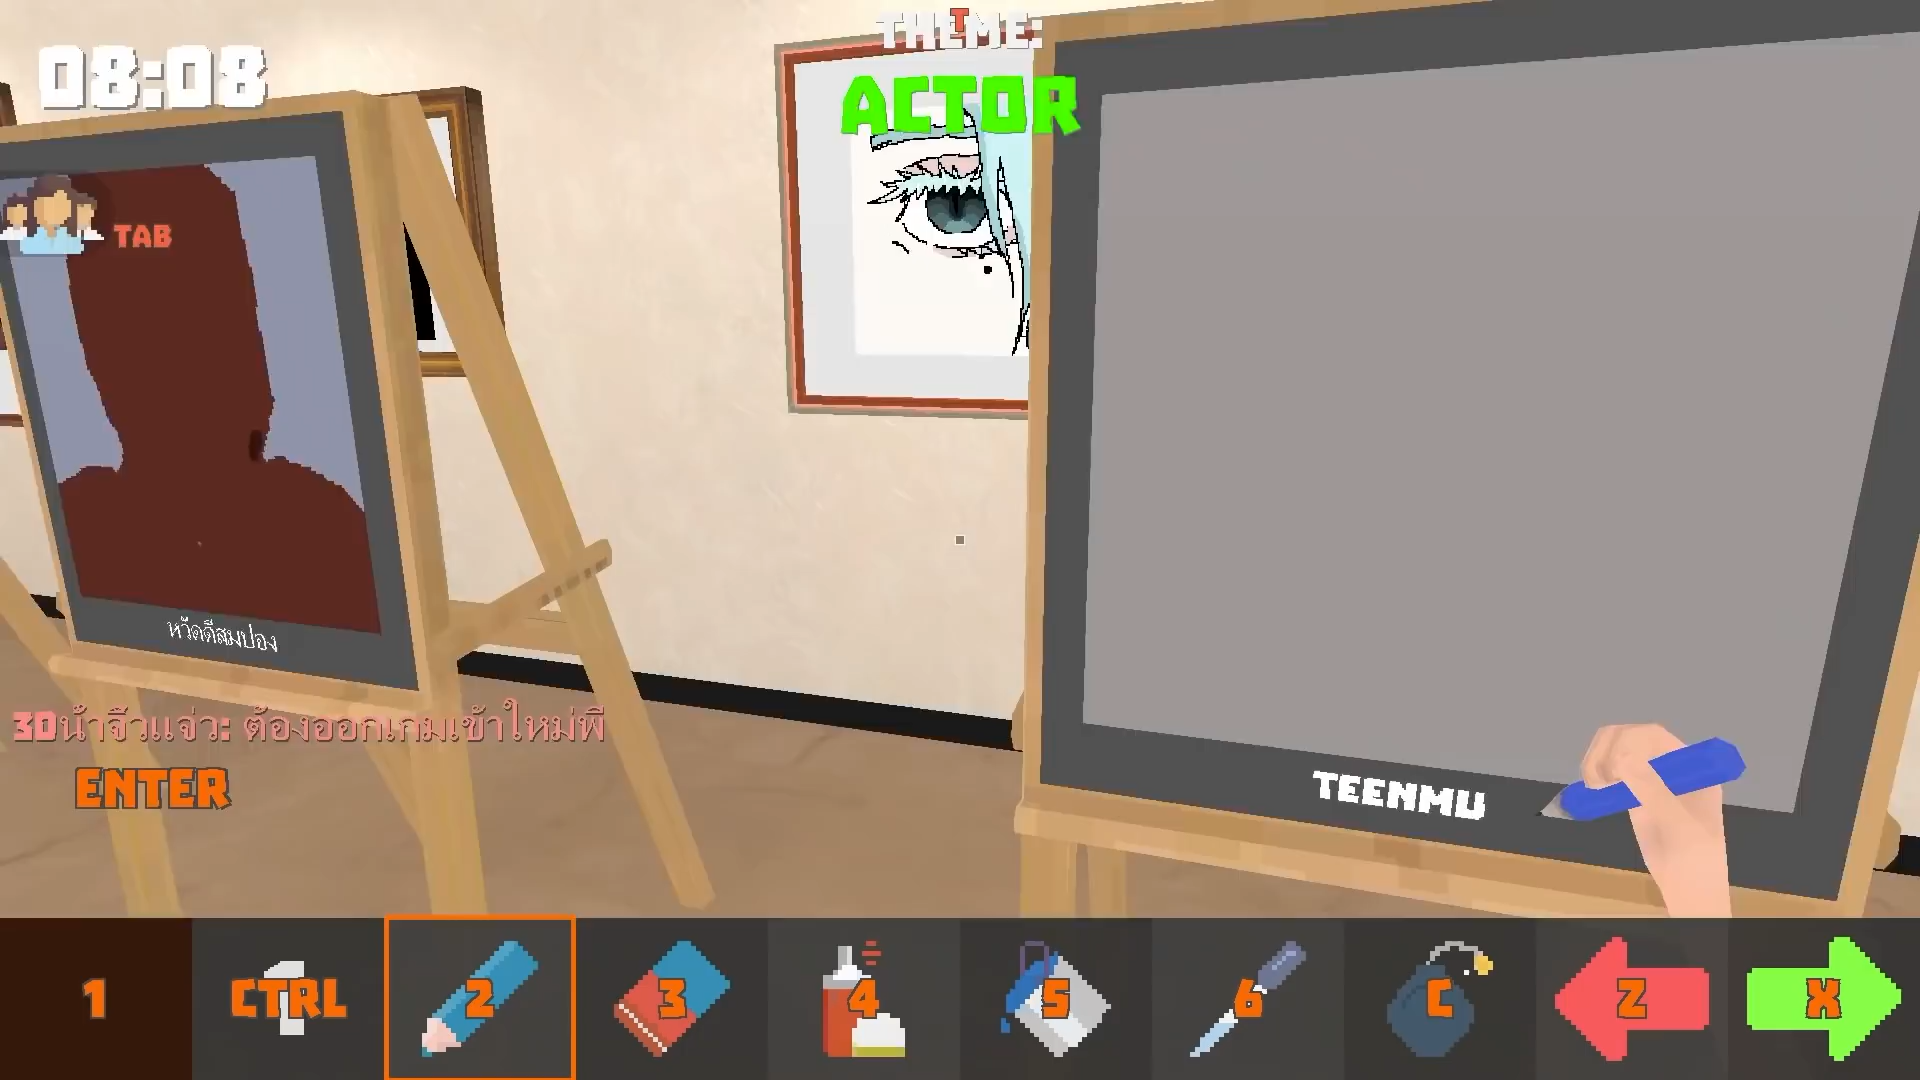 08:08
THEME:
T
ACTOR
TAB
หวัดดีสมปอง
3Dน้าจิ๋วแจ่ว: ต้องออกเกมเข้าใหม่พี่
ENTER
TEENMU
1
CTRL
2
3
4
5
6
C
Z
X